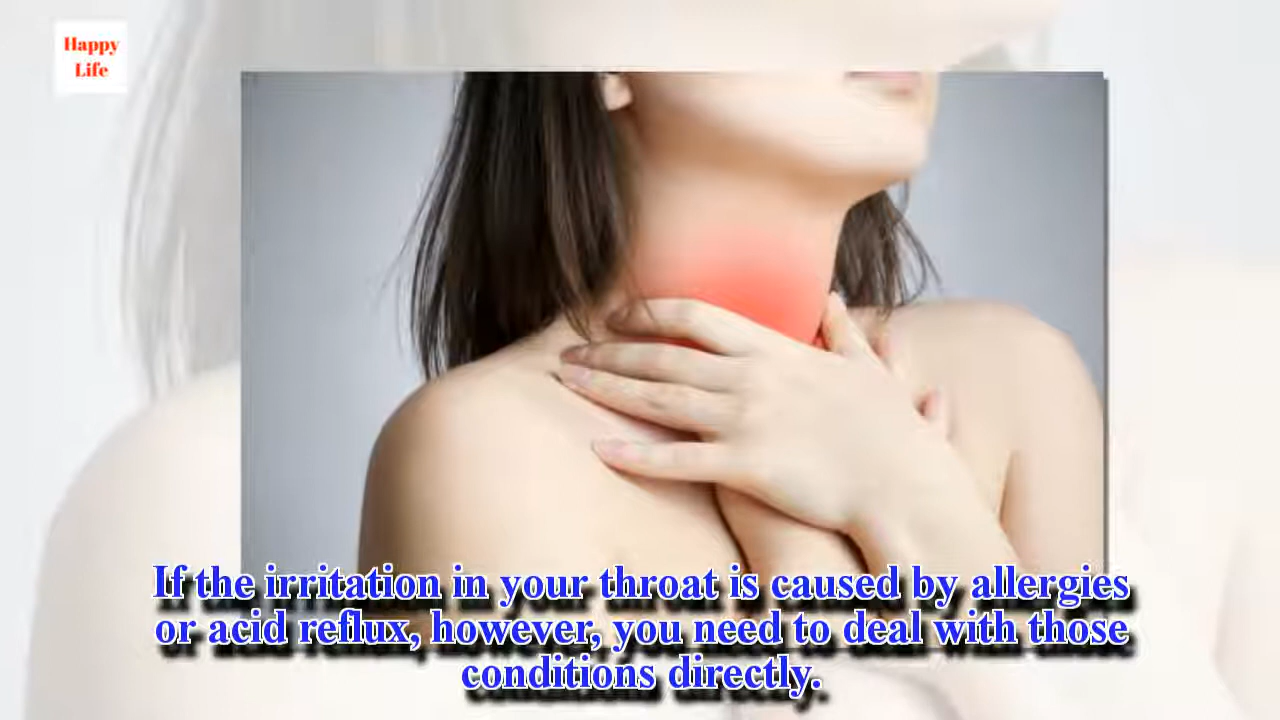 Happy
Life
If the irritation in your throat is caused by allergies
or acid reflux, however, you need to deal with those
conditions directly.